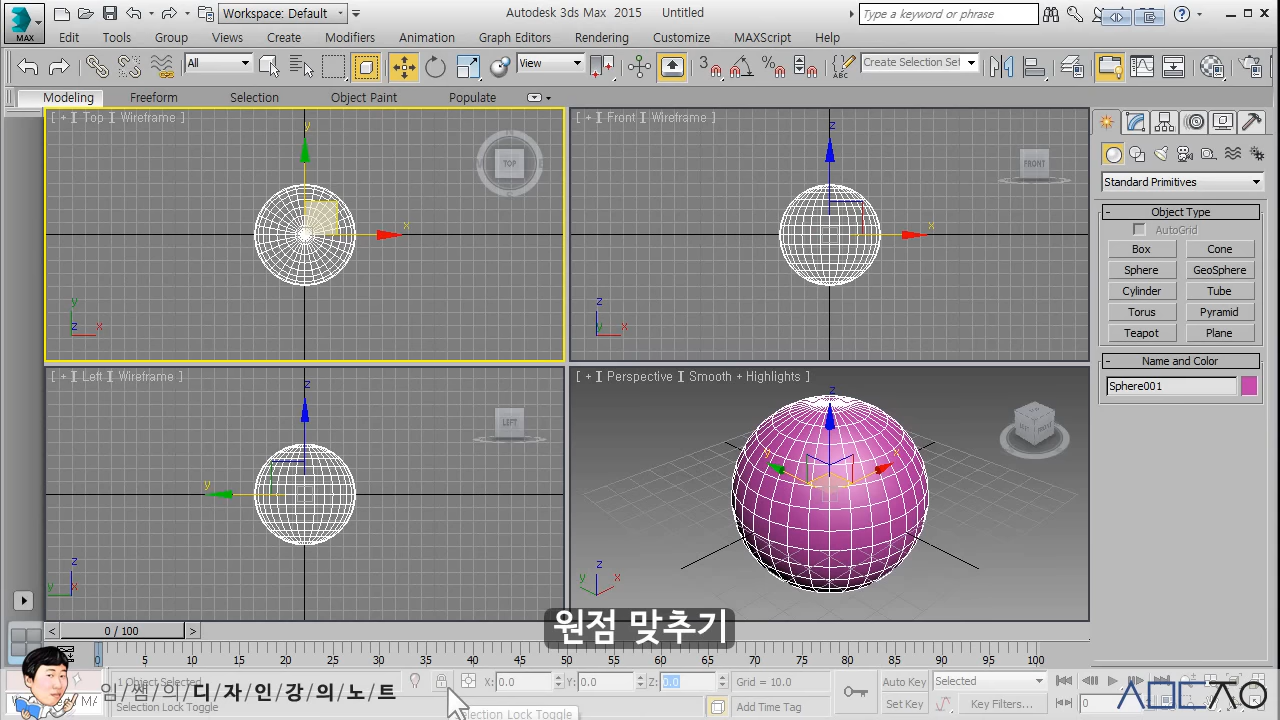 Workspace: Default
Autodesk 3ds Max 2015 Untitled
Type a keyword or phrase
MAX
Edit Tools Group Views Create Modifiers Animation Graph Editors Rendering Customize MAXScript Help
All
View
3
Create Selection Set
Modeling Freeform Selection Object Paint Populate
[ + ] [ Top ] [ Wireframe ]
y
TOP
x
y
z
x
[ + ] [ Front ] [ Wireframe ]
z
FRONT
x
z
y
x
[ + ] [ Left ] [ Wireframe ]
z
LEFT
y
z
y
x
[ + ] [ Perspective ] [ Smooth + Highlights ]
z
y
x
z
y
x
Standard Primitives
- Object Type
AutoGrid
Box Cone
Sphere GeoSphere
Cylinder Tube
Torus Pyramid
Teapot Plane
- Name and Color
Sphere001
원점 맞추기
< 0 / 100 >
0 5 10 15 20 25 30 35 40 45 50 55 60 65 70 75 80 85 90 95 100
1 Object Selected
X: 0.0 Y: 0.0 Z: 0.0
Grid = 10.0
Auto Key Selected
임/쌤/의/디/자/인/강/의/노/트
Selection Lock Toggle
Selection Lock Toggle
Add Time Tag
Set Key Key Filters...
0